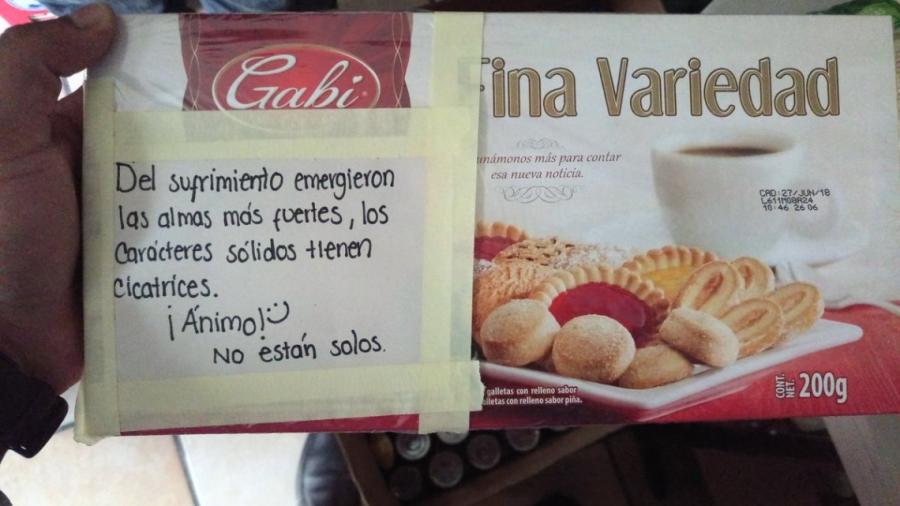 Gabi
Fina Variedad
unámonos más para contar
esa nueva noticia.
CAD:27/JUN/18
L611M08A24
10:46 26 06
Del sufrimiento emergieron
las almas más fuertes, los
carácteres sólidos tienen
cicatrices.
¡Ánimo!
No están solos.
galletas con relleno sabor
galletas con relleno sabor piña.
CONT.
NET. 200g